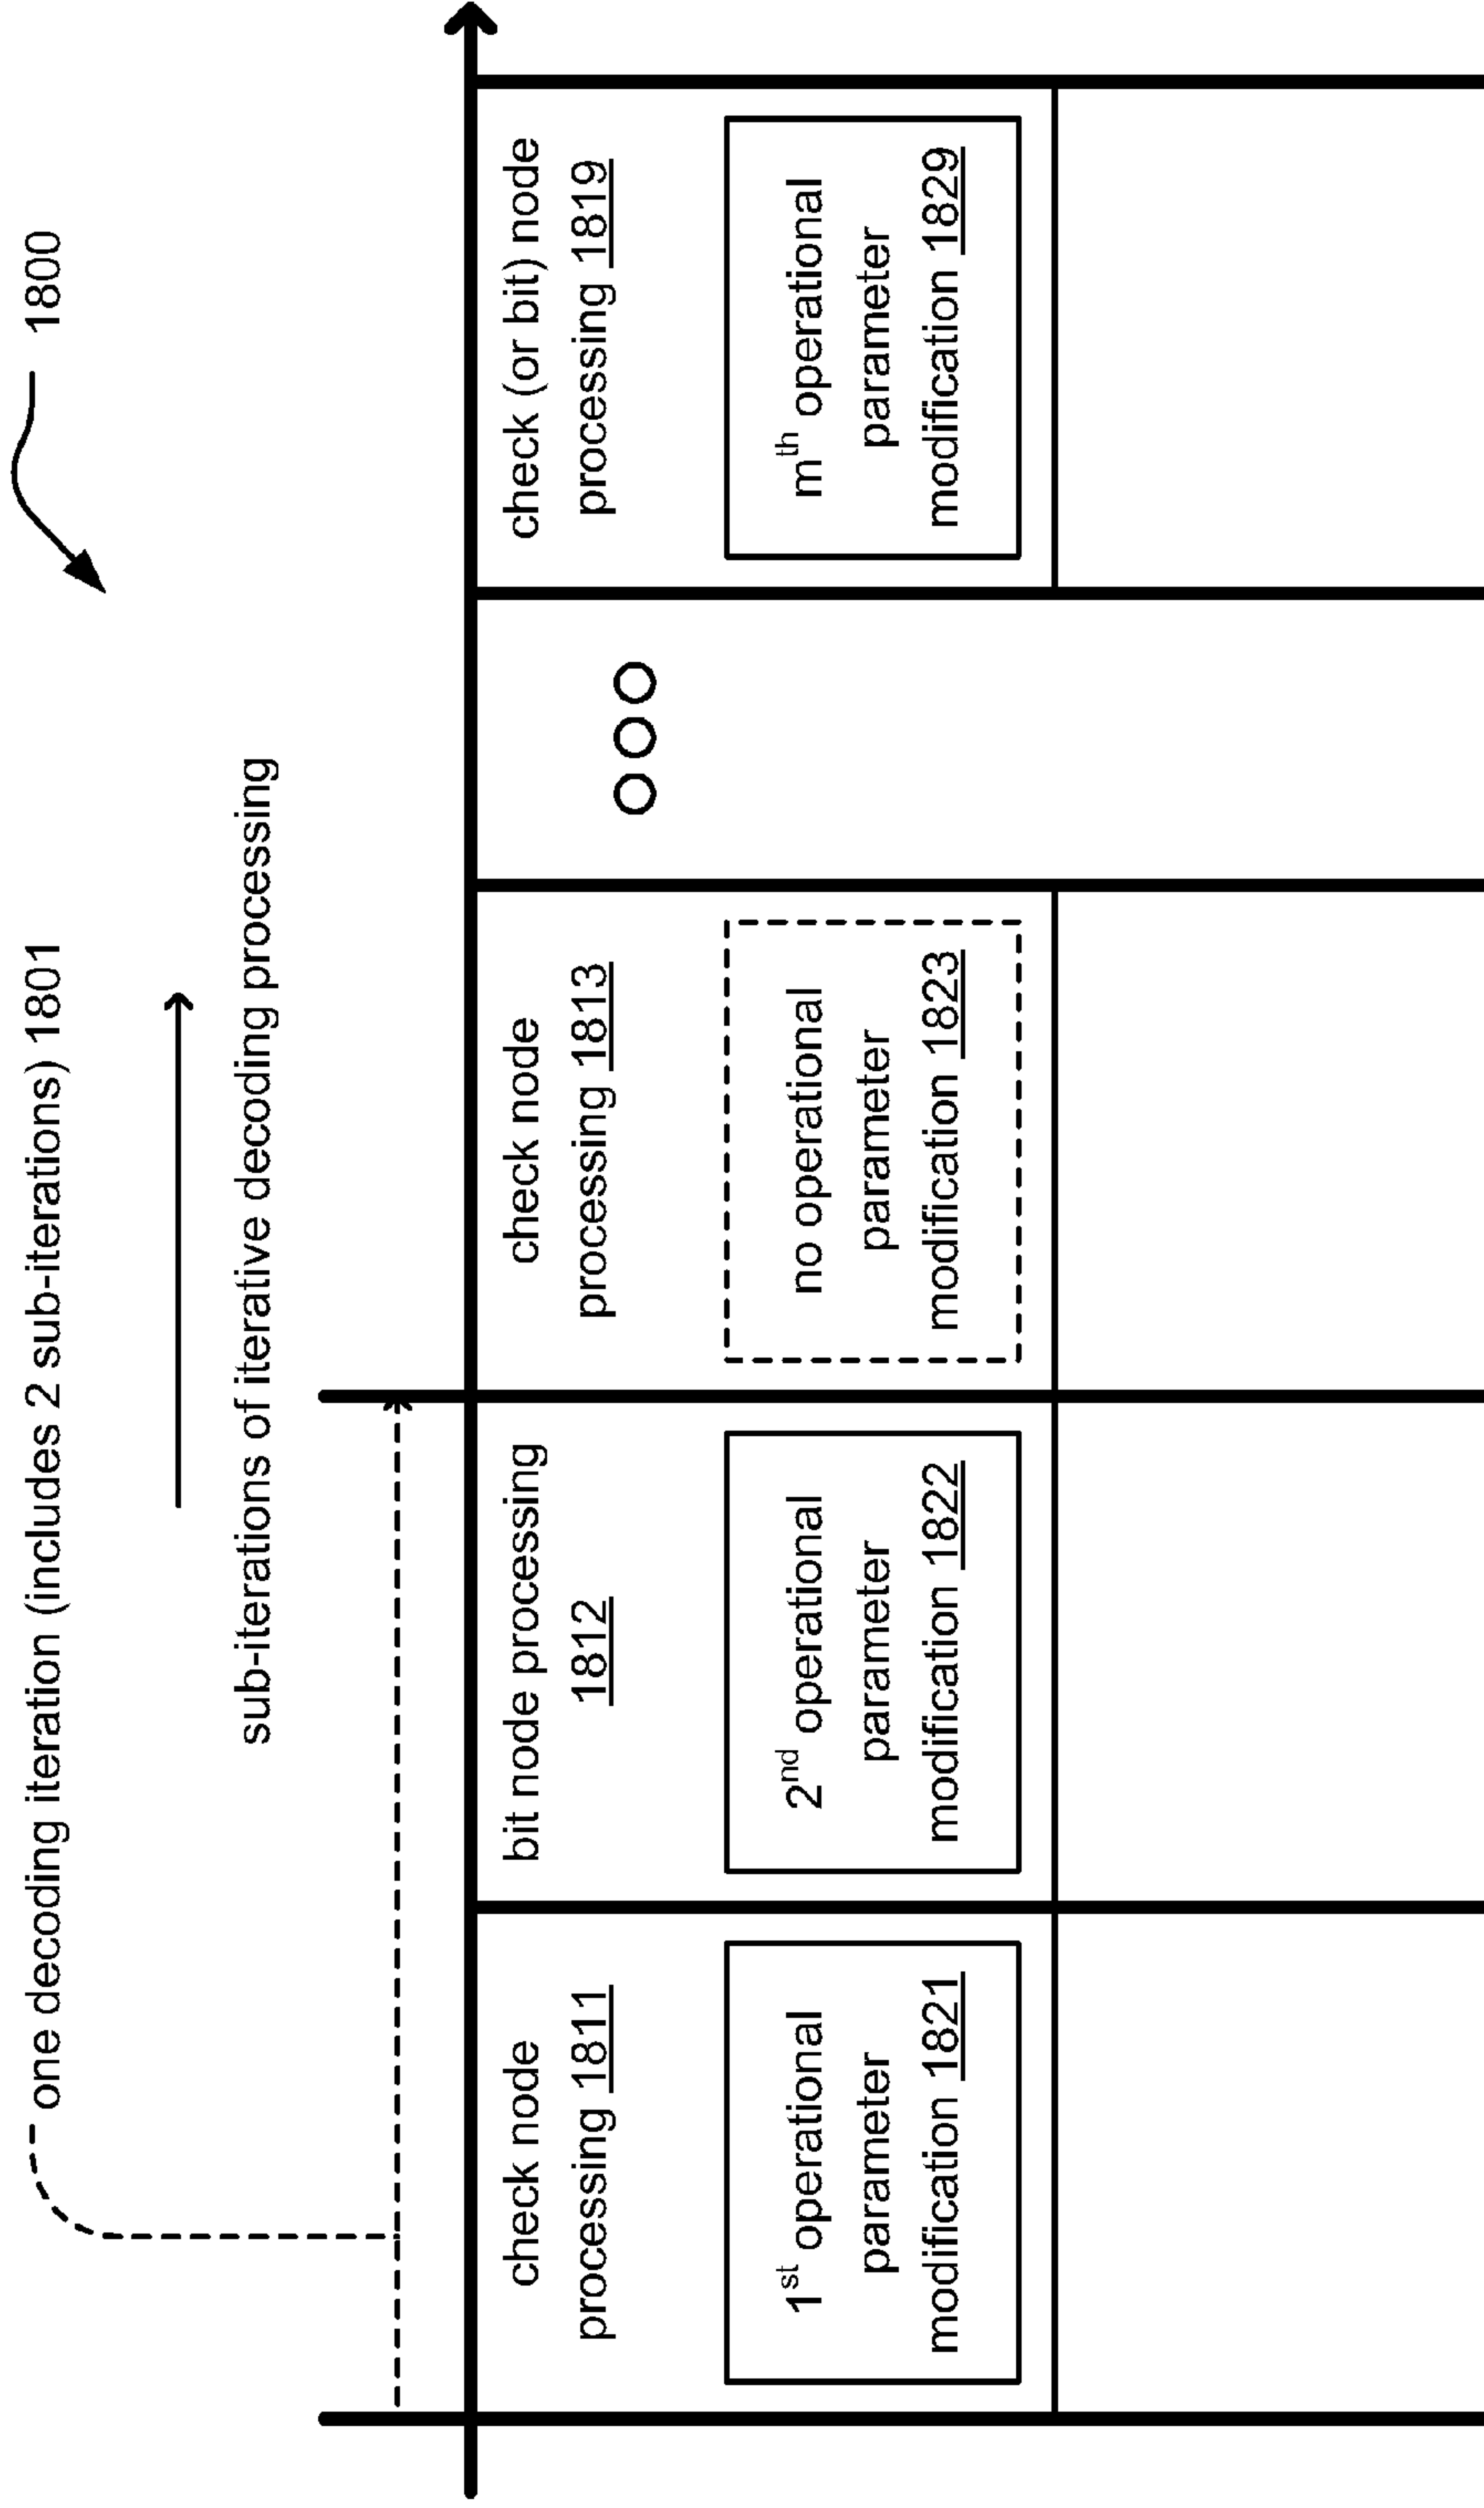 one decoding iteration (includes 2 sub-iterations) 1801
1800
sub-iterations of iterative decoding processing
check node
processing 1811
1st operational
parameter
modification 1821
bit node processing
1812
2nd operational
parameter
modification 1822
check node
processing 1813
no operational
parameter
modification 1823
check (or bit) node
processing 1819
mth operational
parameter
modification 1829